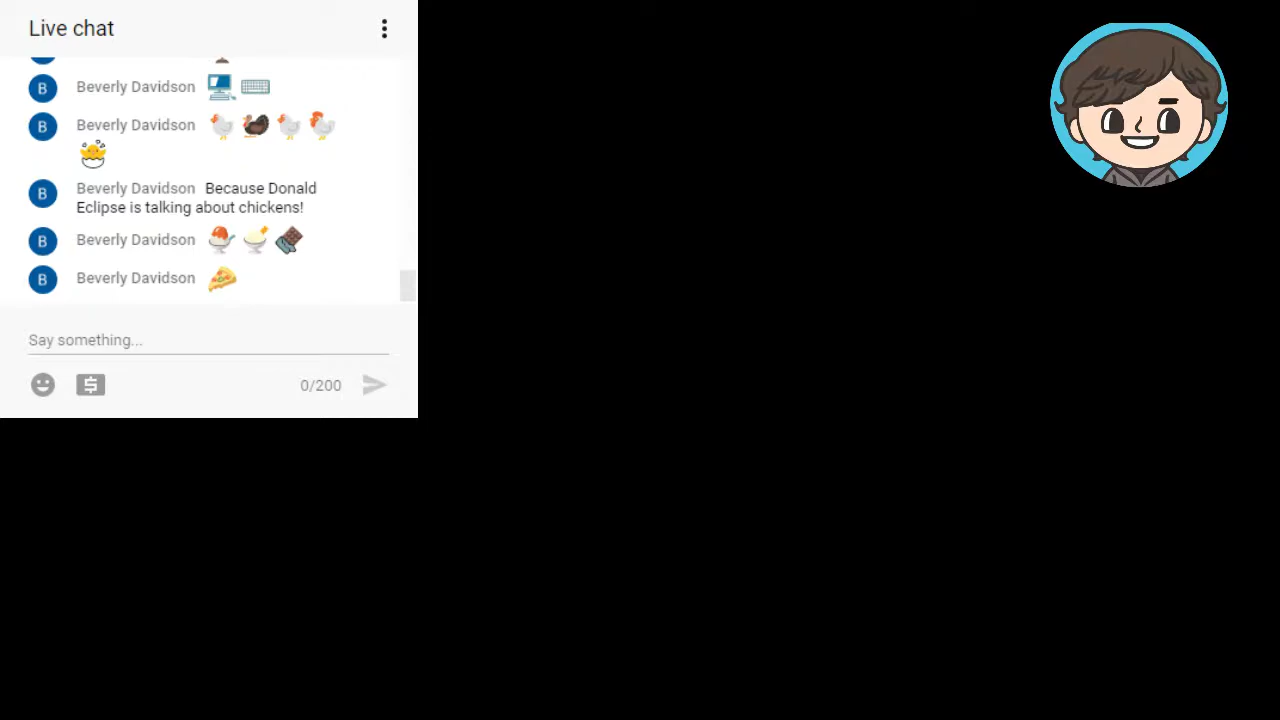 Live chat
B Beverly Davidson
B Beverly Davidson
B Beverly Davidson Because Donald
Eclipse is talking about chickens!
B Beverly Davidson
B Beverly Davidson
Say something...
0/200